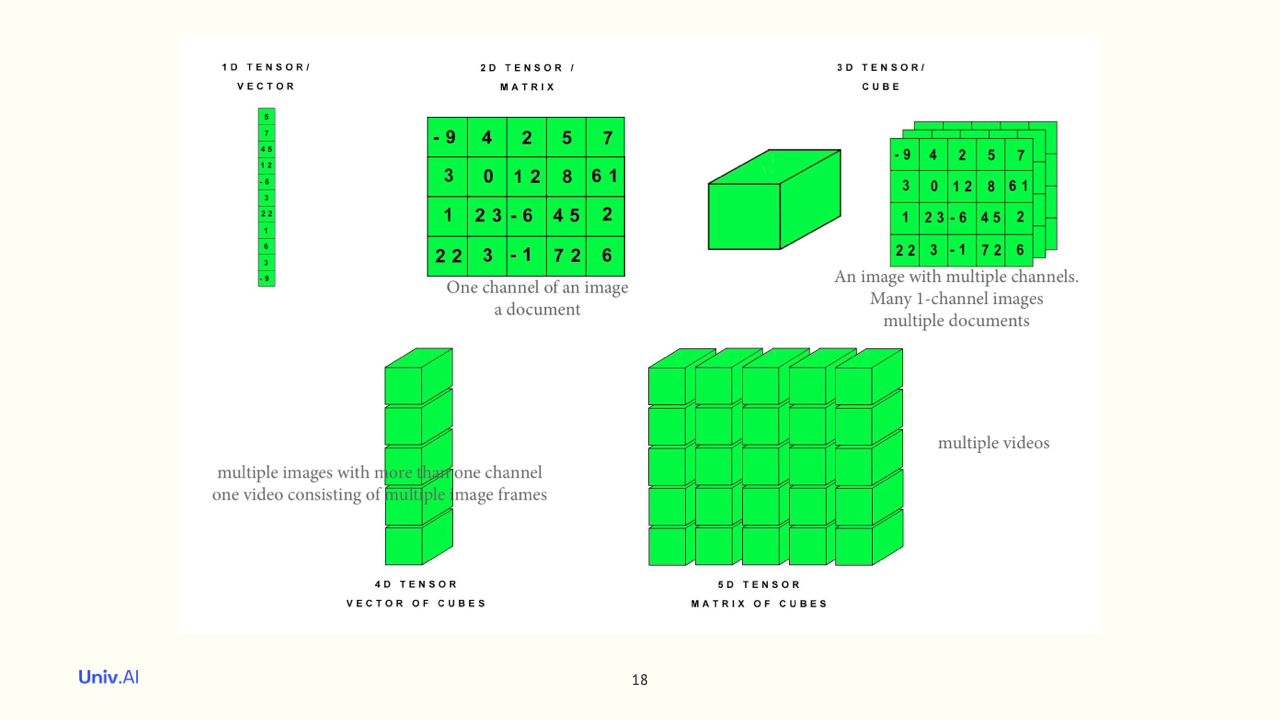 1D TENSOR/
VECTOR
5
7
45
12
-6
3
22
1
6
3
-9
2D TENSOR /
MATRIX
-9 4 2 5 7
3 0 12 8 61
1 23 -6 45 2
22 3 -1 72 6
One channel of an image
a document
3D TENSOR/
CUBE
-9 4 2 5 7
3 0 12 8 61
1 23 -6 45 2
22 3 -1 72 6
An image with multiple channels.
Many 1-channel images
multiple documents
multiple images with more than one channel
one video consisting of multiple image frames
4D TENSOR
VECTOR OF CUBES
multiple videos
5D TENSOR
MATRIX OF CUBES
Univ.AI
18